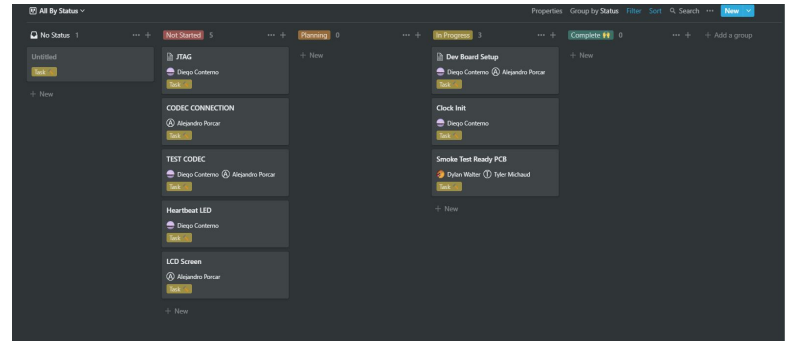 All By Status
Properties Group by Status Filter Sort Search New
No Status 1
Untitled
Task
+ New
Not Started 5
JTAG
Diego Conterno
Task
CODEC CONNECTION
A Alejandro Porcar
Task
TEST CODEC
Diego Conterno A Alejandro Porcar
Task
Heartbeat LED
Diego Conterno
Task
LCD Screen
A Alejandro Porcar
Task
+ New
Planning 0
+ New
In Progress 3
Dev Board Setup
Diego Conterno A Alejandro Porcar
Task
Clock Init
Diego Conterno
Task
Smoke Test Ready PCB
Dylan Walter T Tyler Michaud
Task
+ New
Complete 🙌 0
+ New
+ Add a group